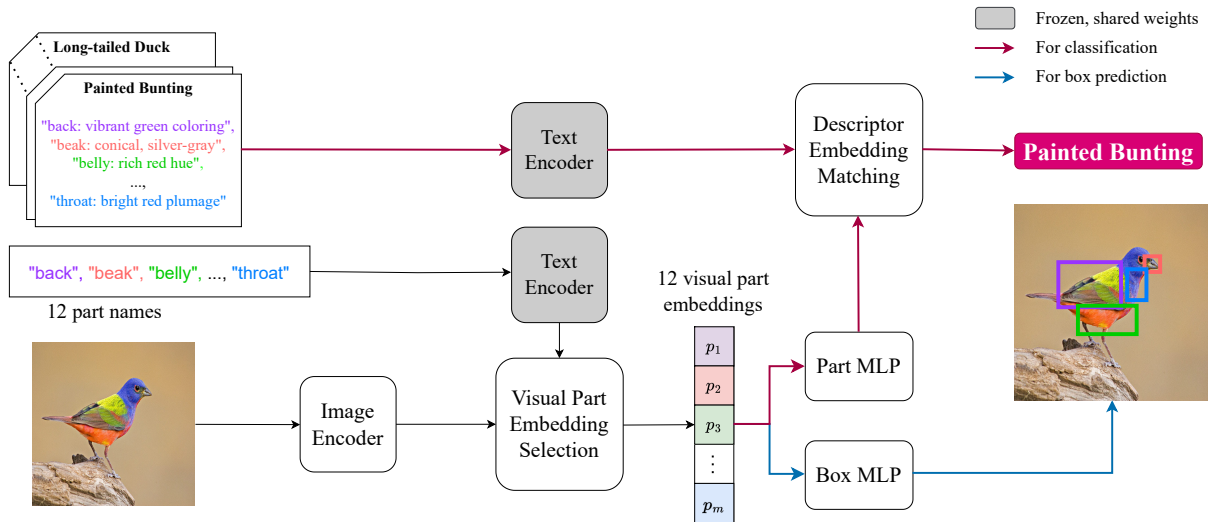 Long-tailed Duck
Painted Bunting
"back: vibrant green coloring",
"beak: conical, silver-gray",
"belly: rich red hue",
...,
"throat: bright red plumage"
Text
Encoder
Descriptor
Embedding
Matching
Frozen, shared weights
For classification
For box prediction
Painted Bunting
"back", "beak", "belly", ..., "throat"
12 part names
Text
Encoder
12 visual part
embeddings
Image
Encoder
Visual Part
Embedding
Selection
p1
p2
p3
⋮
pm
Part MLP
Box MLP